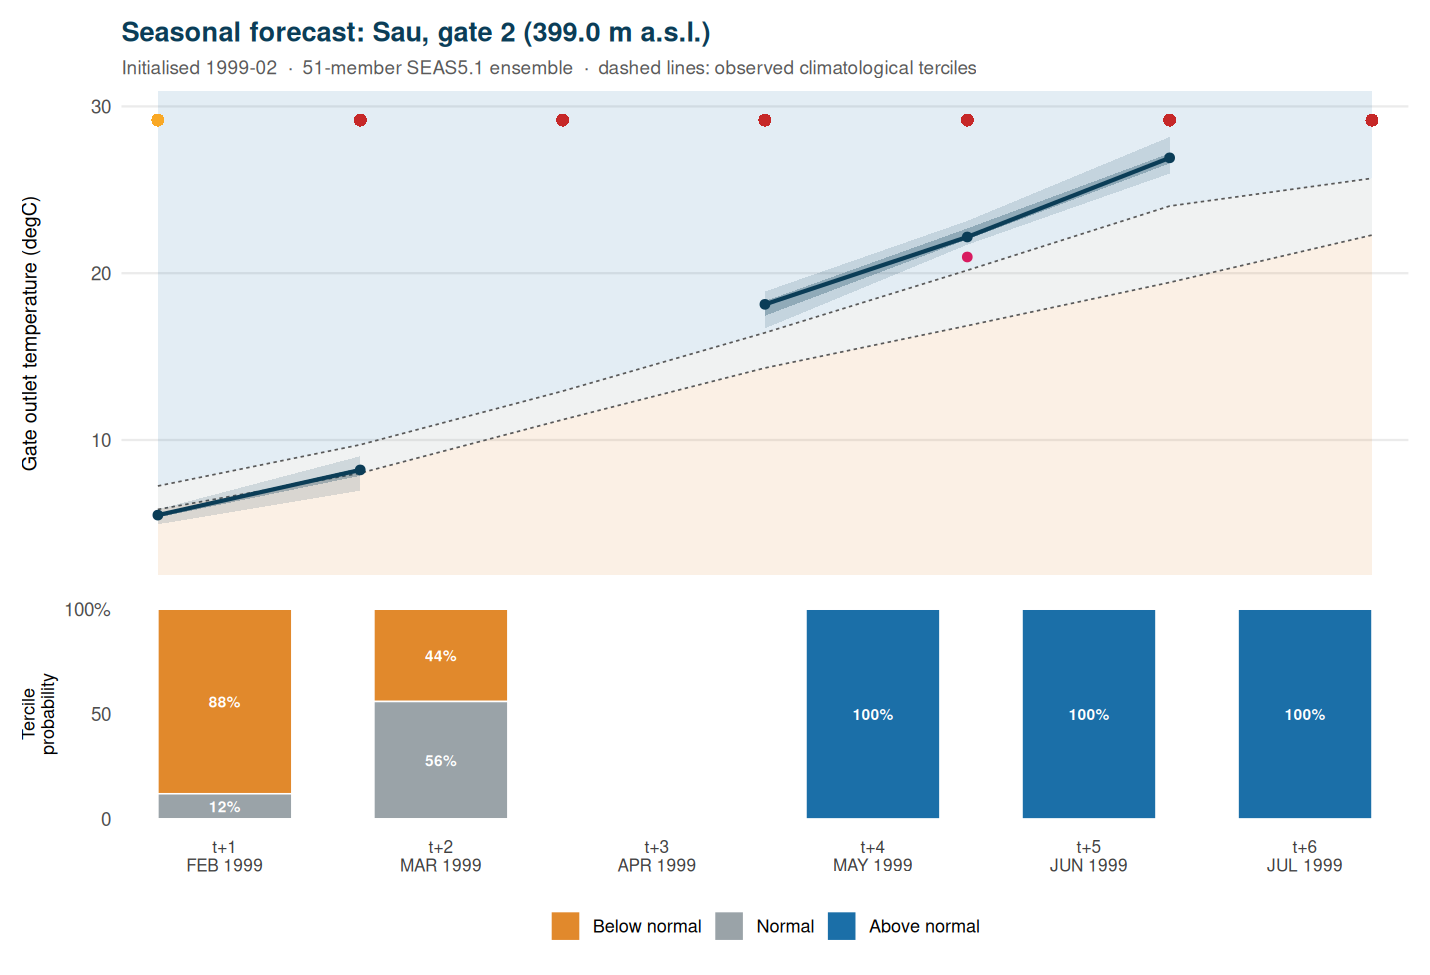 Seasonal forecast: Sau, gate 2 (399.0 m a.s.l.)
Initialised 1999-02 · 51-member SEAS5.1 ensemble · dashed lines: observed climatological terciles
Gate outlet temperature (degC)
30
20
10
Tercile
probability
100%
50
0
88%
12%
44%
56%
100%
100%
100%
t+1
FEB 1999
t+2
MAR 1999
t+3
APR 1999
t+4
MAY 1999
t+5
JUN 1999
t+6
JUL 1999
Below normal
Normal
Above normal